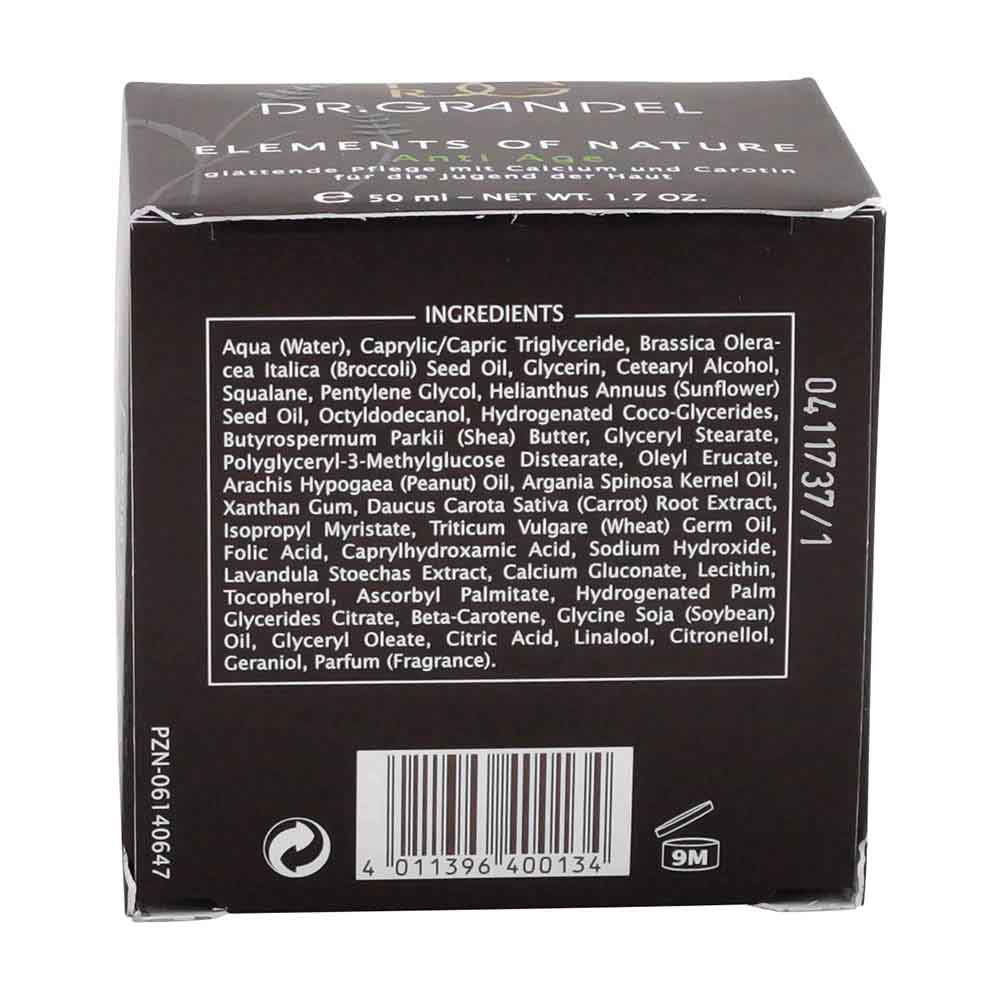 DR.GRANDEL
ELEMENTS OF NATURE
Anti Age
glättende Pflege mit Calcium und Carotin
für die Jugend der Haut
℮ 50 ml – NET WT. 1.7 OZ.
INGREDIENTS
Aqua (Water), Caprylic/Capric Triglyceride, Brassica Olera-
cea Italica (Broccoli) Seed Oil, Glycerin, Cetearyl Alcohol,
Squalane, Pentylene Glycol, Helianthus Annuus (Sunflower)
Seed Oil, Octyldodecanol, Hydrogenated Coco-Glycerides,
Butyrospermum Parkii (Shea) Butter, Glyceryl Stearate,
Polyglyceryl-3-Methylglucose Distearate, Oleyl Erucate,
Arachis Hypogaea (Peanut) Oil, Argania Spinosa Kernel Oil,
Xanthan Gum, Daucus Carota Sativa (Carrot) Root Extract,
Isopropyl Myristate, Triticum Vulgare (Wheat) Germ Oil,
Folic Acid, Caprylhydroxamic Acid, Sodium Hydroxide,
Lavandula Stoechas Extract, Calcium Gluconate, Lecithin,
Tocopherol, Ascorbyl Palmitate, Hydrogenated Palm
Glycerides Citrate, Beta-Carotene, Glycine Soja (Soybean)
Oil, Glyceryl Oleate, Citric Acid, Linalool, Citronellol,
Geraniol, Parfum (Fragrance).
0411737/1
PZN-06140647
4 011396 400134
9M